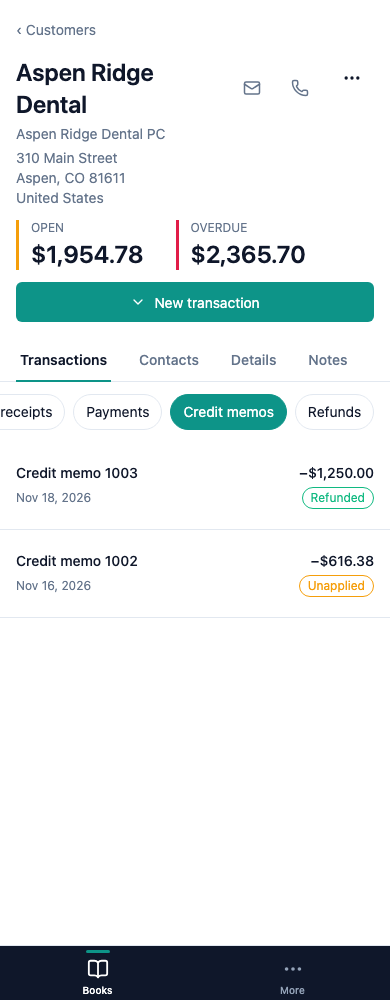 ‹ Customers
Aspen Ridge
Dental
Aspen Ridge Dental PC
310 Main Street
Aspen, CO 81611
United States
OPEN
$1,954.78
OVERDUE
$2,365.70
New transaction
Transactions
Contacts
Details
Notes
receipts
Payments
Credit memos
Refunds
Credit memo 1003
−$1,250.00
Nov 18, 2026
Refunded
Credit memo 1002
−$616.38
Nov 16, 2026
Unapplied
Books
More